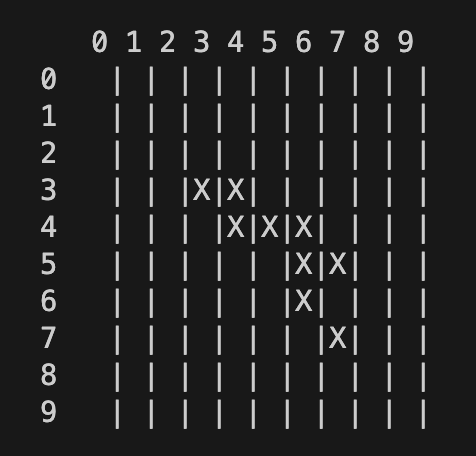 0 1 2 3 4 5 6 7 8 9
0 | | | | | | | | | |
1 | | | | | | | | | |
2 | | | | | | | | | |
3 | | |X|X| | | | | |
4 | | | |X|X|X| | | |
5 | | | | | |X|X| | |
6 | | | | | |X| | | |
7 | | | | | | |X| | |
8 | | | | | | | | | |
9 | | | | | | | | | |